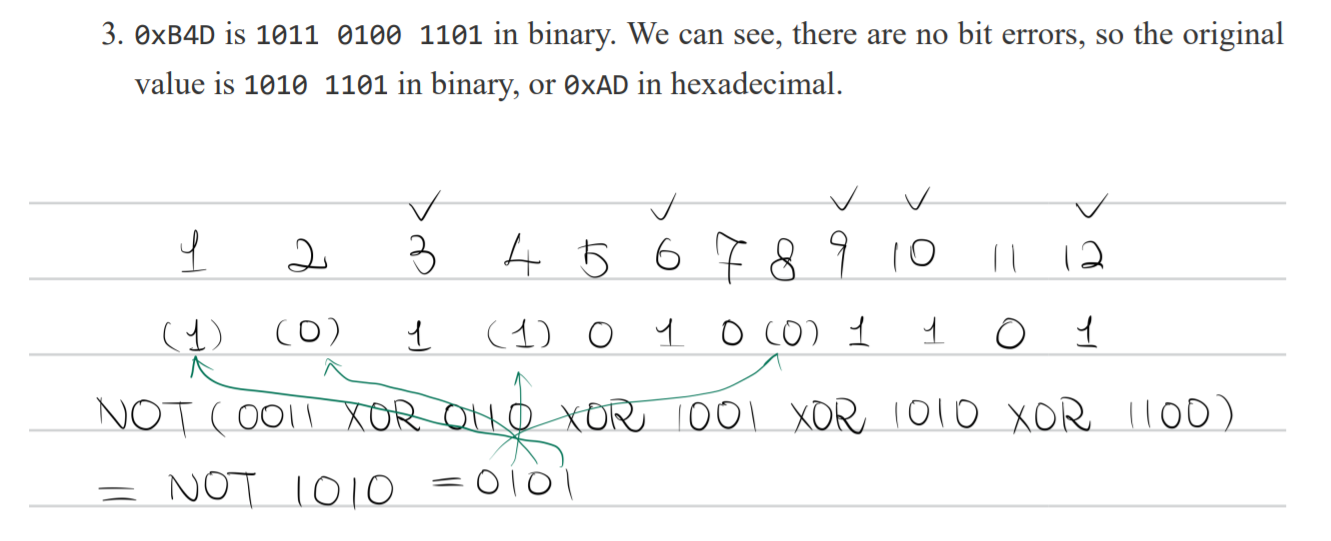 3. 0xB4D is 1011 0100 1101 in binary. We can see, there are no bit errors, so the original
value is 1010 1101 in binary, or 0xAD in hexadecimal.
1 2 3 4 5 6 7 8 9 10 11 12
(1) (0) 1 (1) 0 1 0 (0) 1 1 0 1
NOT ( 0011 XOR 0110 XOR 1001 XOR 1010 XOR 1100)
= NOT 1010 = 0101